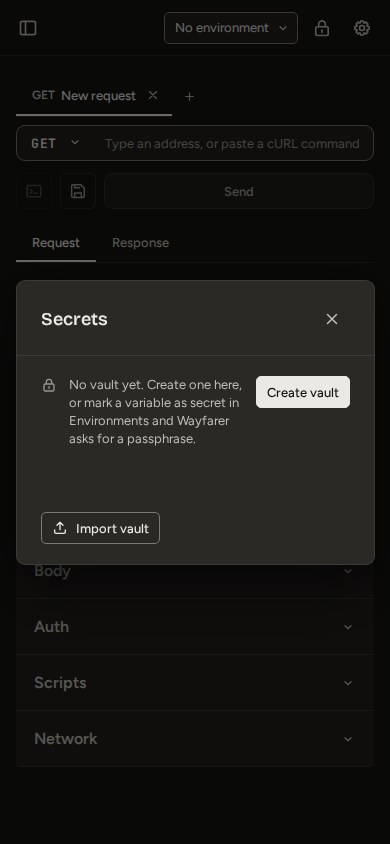 No environment
GET New request
GET Type an address, or paste a cURL command
Send
Request Response
Secrets
No vault yet. Create one here,
or mark a variable as secret in
Environments and Wayfarer
asks for a passphrase.
Create vault
Import vault
Body
Auth
Scripts
Network